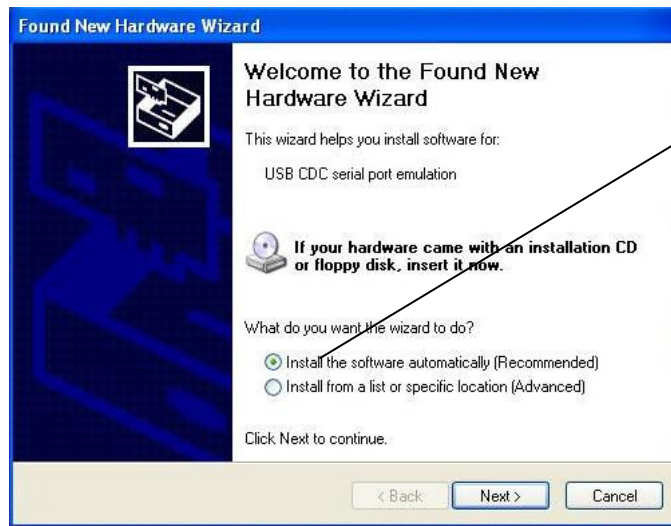 Found New Hardware Wizard
Welcome to the Found New
Hardware Wizard
This wizard helps you install software for:
USB CDC serial port emulation
If your hardware came with an installation CD
or floppy disk, insert it now.
What do you want the wizard to do?
Install the software automatically (Recommended)
Install from a list or specific location (Advanced)
Click Next to continue.
< Back Next > Cancel